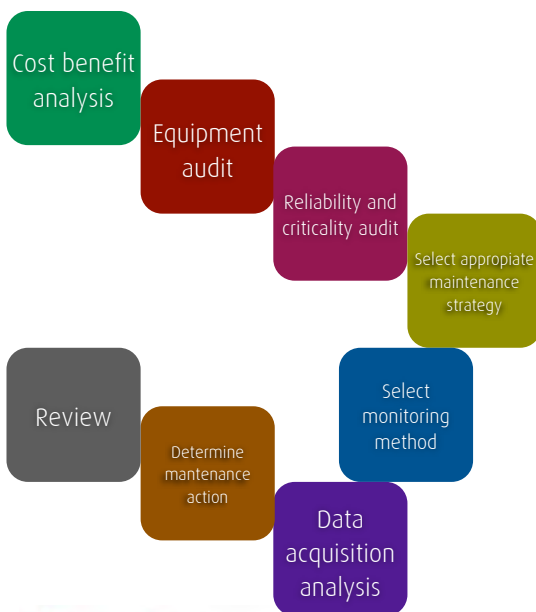 Cost benefit
analysis
Equipment
audit
Reliability and
criticality audit
Select appropiate
maintenance
strategy
Select
monitoring
method
Data
acquisition
analysis
Determine
mantenance
action
Review